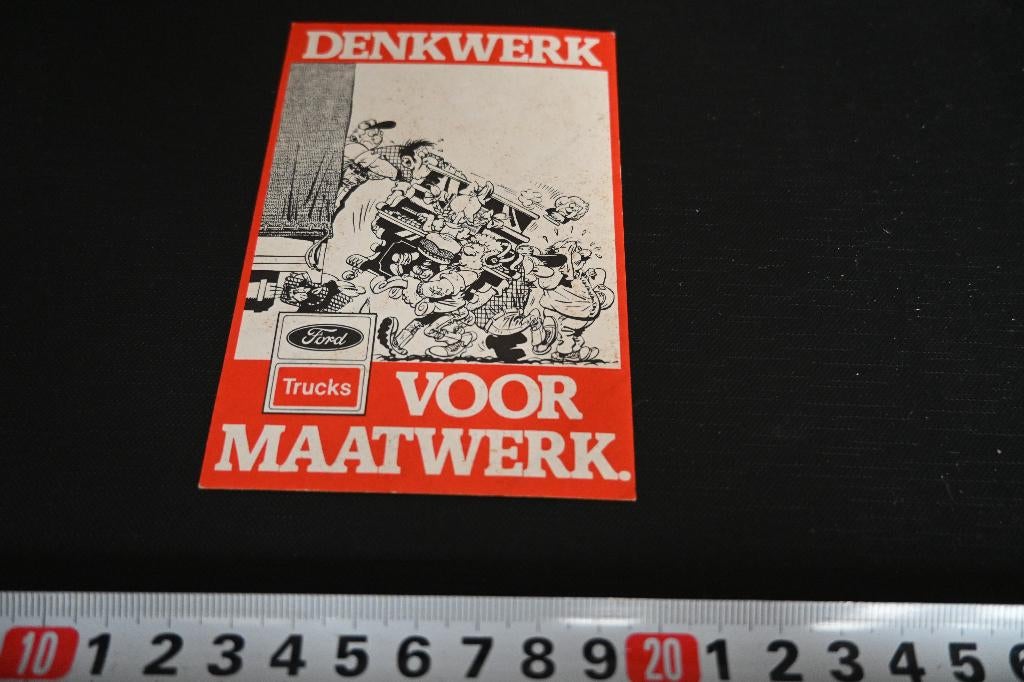 DENKWERK
Ford
Trucks
VOOR
MAATWERK.
10 1 2 3 4 5 6 7 8 9 20 1 2 3 4 5 6